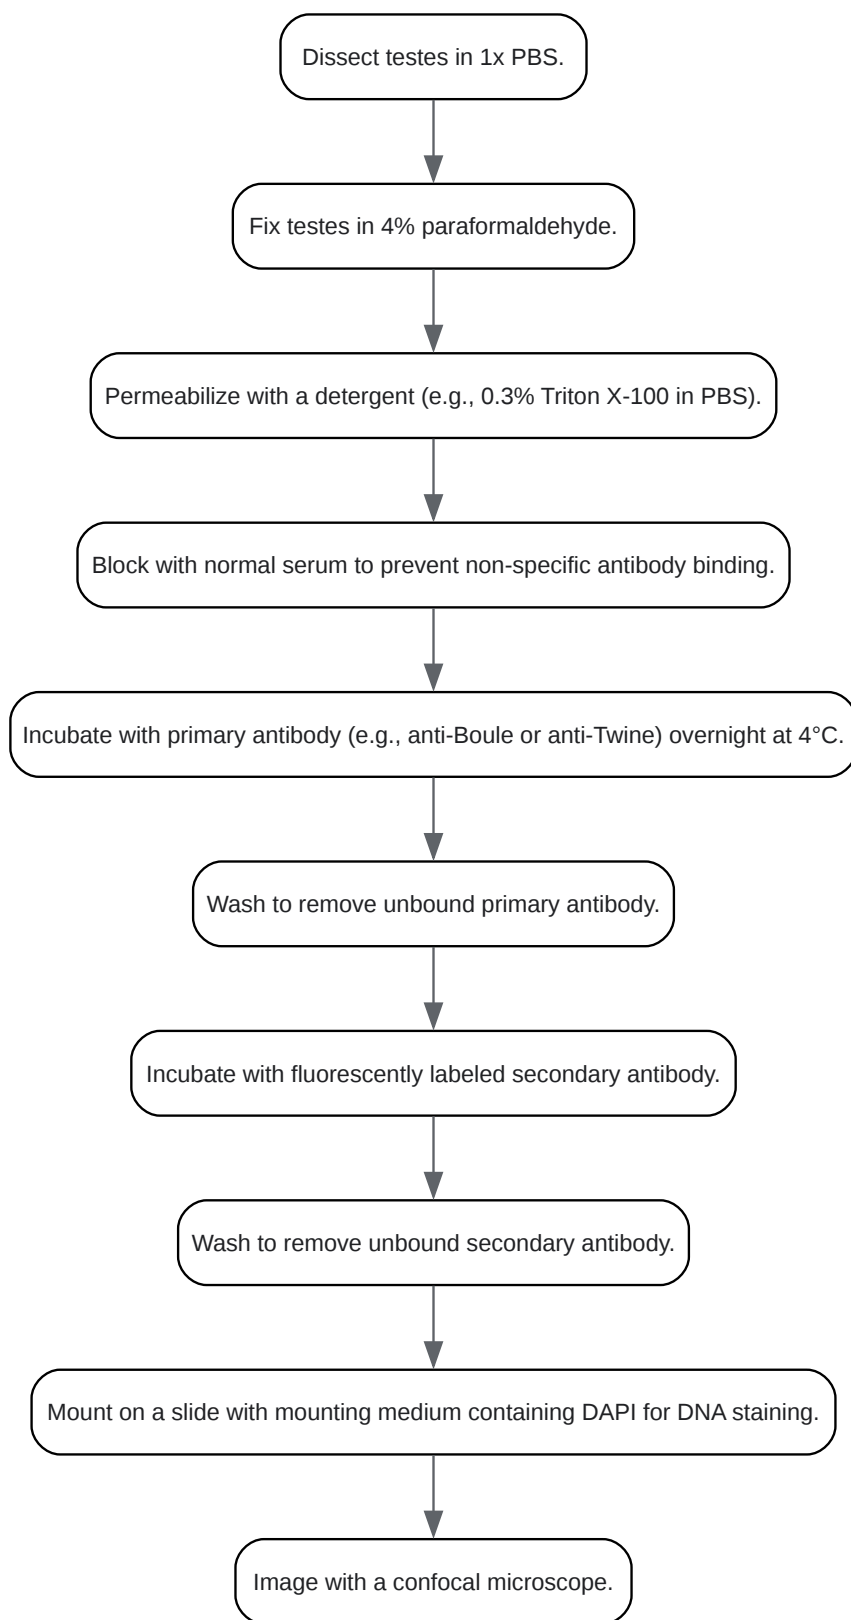 Dissect testes in 1x PBS.
Fix testes in 4% paraformaldehyde.
Permeabilize with a detergent (e.g., 0.3% Triton X-100 in PBS).
Block with normal serum to prevent non-specific antibody binding.
Incubate with primary antibody (e.g., anti-Boule or anti-Twine) overnight at 4°C.
Wash to remove unbound primary antibody.
Incubate with fluorescently labeled secondary antibody.
Wash to remove unbound secondary antibody.
Mount on a slide with mounting medium containing DAPI for DNA staining.
Image with a confocal microscope.